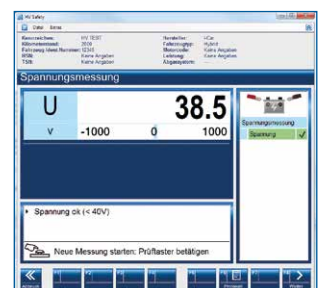 HV Safety
Datei Extras
Kennzeichen: HV TEST Hersteller: HCar
Kilometerstand: 3500 Fahrzeugtyp: Hybrid
Fahrzeug Ident. Nummer: 12345 Motorcode: Keine Angaben
HSN: Keine Angaben Leistung: Keine Angaben
TSN: Keine Angaben Abgassystem:
Spannungsmessung
U 38.5
V -1000 0 1000
Spannungsmessung
Spannung
Spannung ok (< 40V)
Neue Messung starten: Prüftaster betätigen